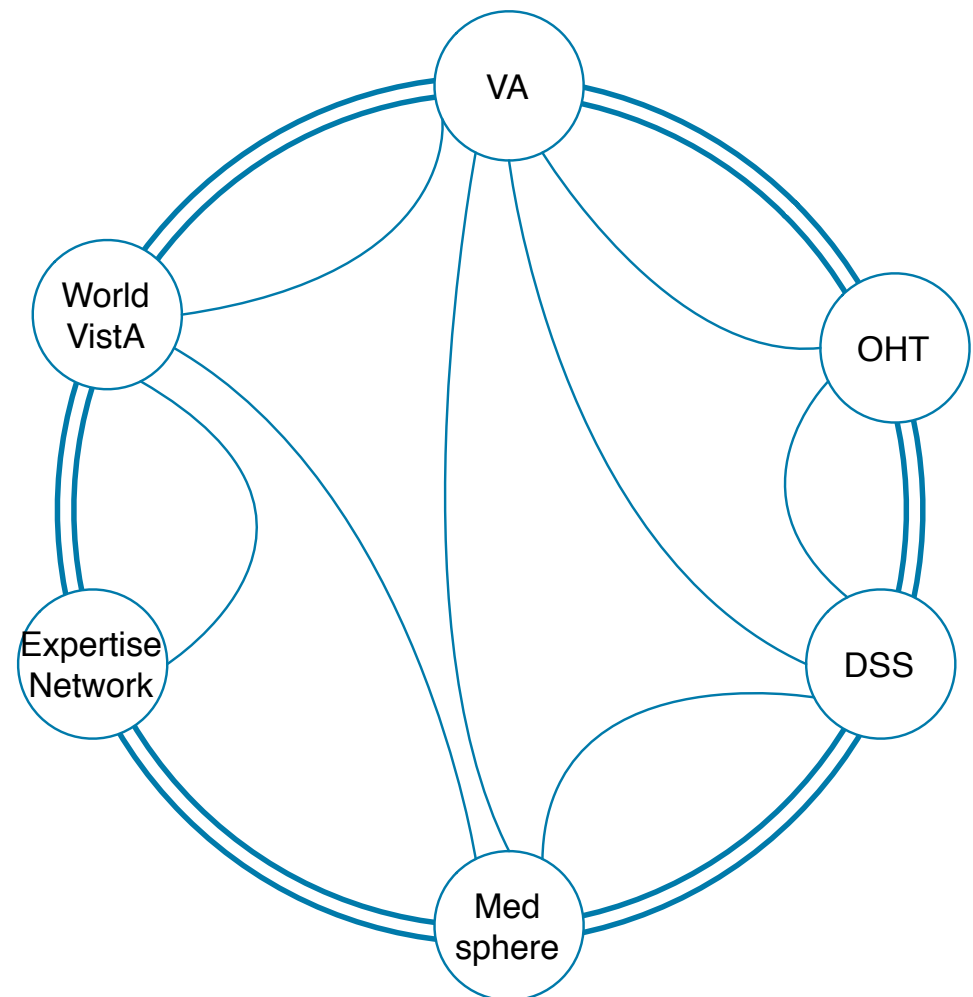 VA
World
VistA
OHT
Expertise
Network
DSS
Med
sphere